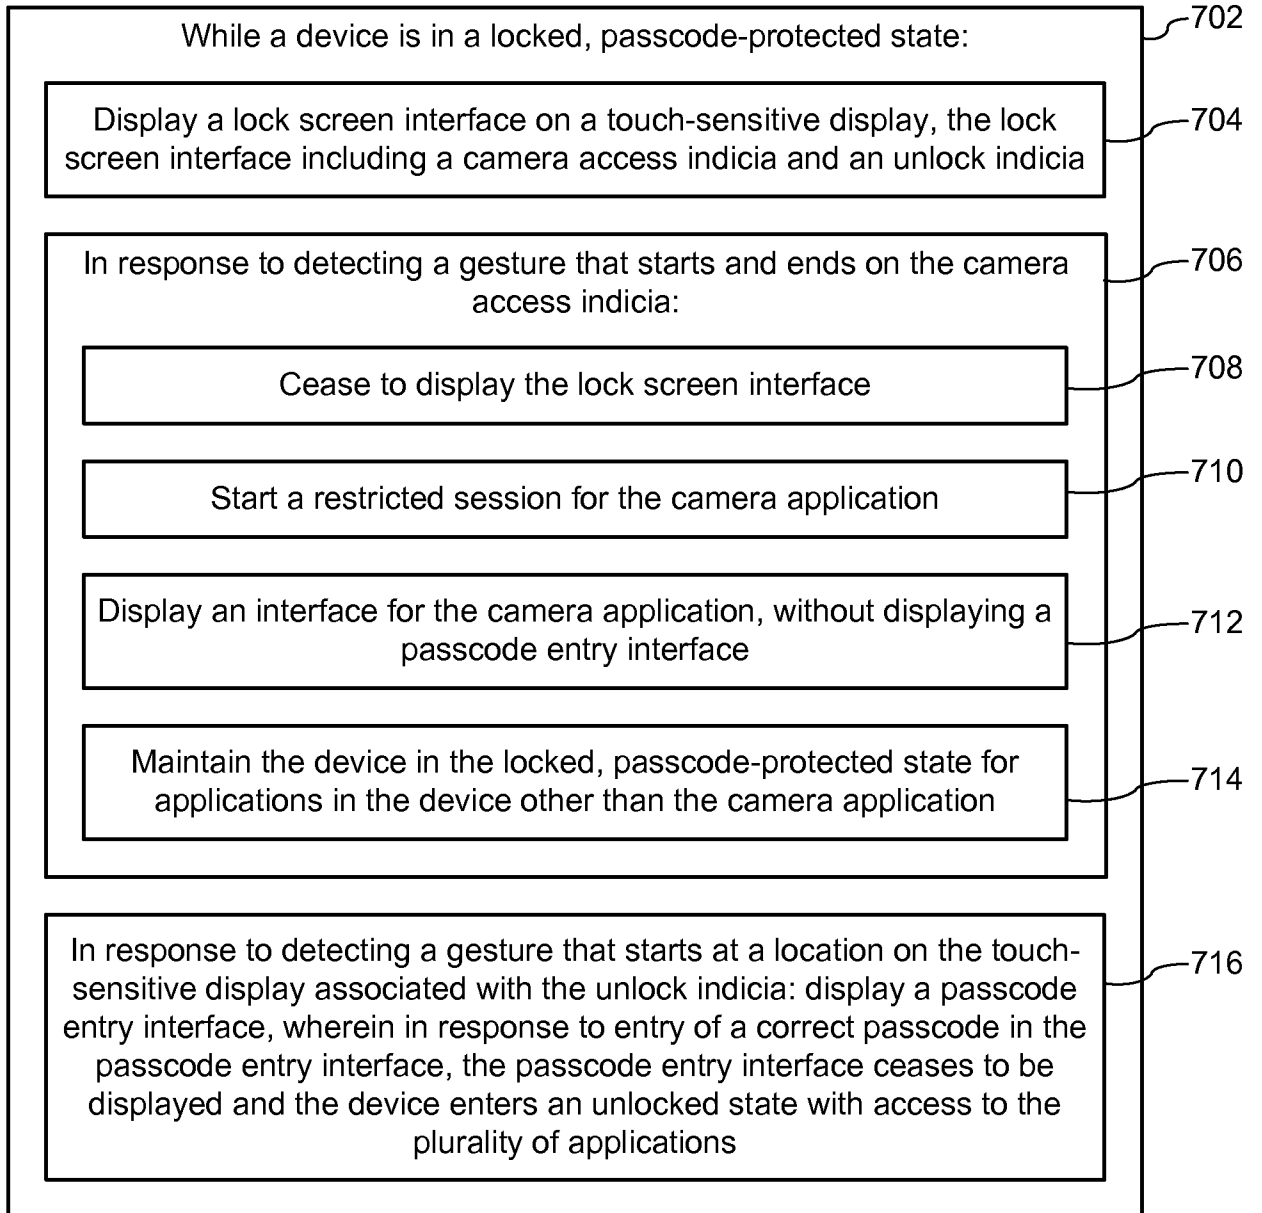 While a device is in a locked, passcode-protected state:
702
Display a lock screen interface on a touch-sensitive display, the lock
screen interface including a camera access indicia and an unlock indicia
704
In response to detecting a gesture that starts and ends on the camera
access indicia:
706
Cease to display the lock screen interface
708
Start a restricted session for the camera application
710
Display an interface for the camera application, without displaying a
passcode entry interface
712
Maintain the device in the locked, passcode-protected state for
applications in the device other than the camera application
714
In response to detecting a gesture that starts at a location on the touch-
sensitive display associated with the unlock indicia: display a passcode
entry interface, wherein in response to entry of a correct passcode in the
passcode entry interface, the passcode entry interface ceases to be
displayed and the device enters an unlocked state with access to the
plurality of applications
716